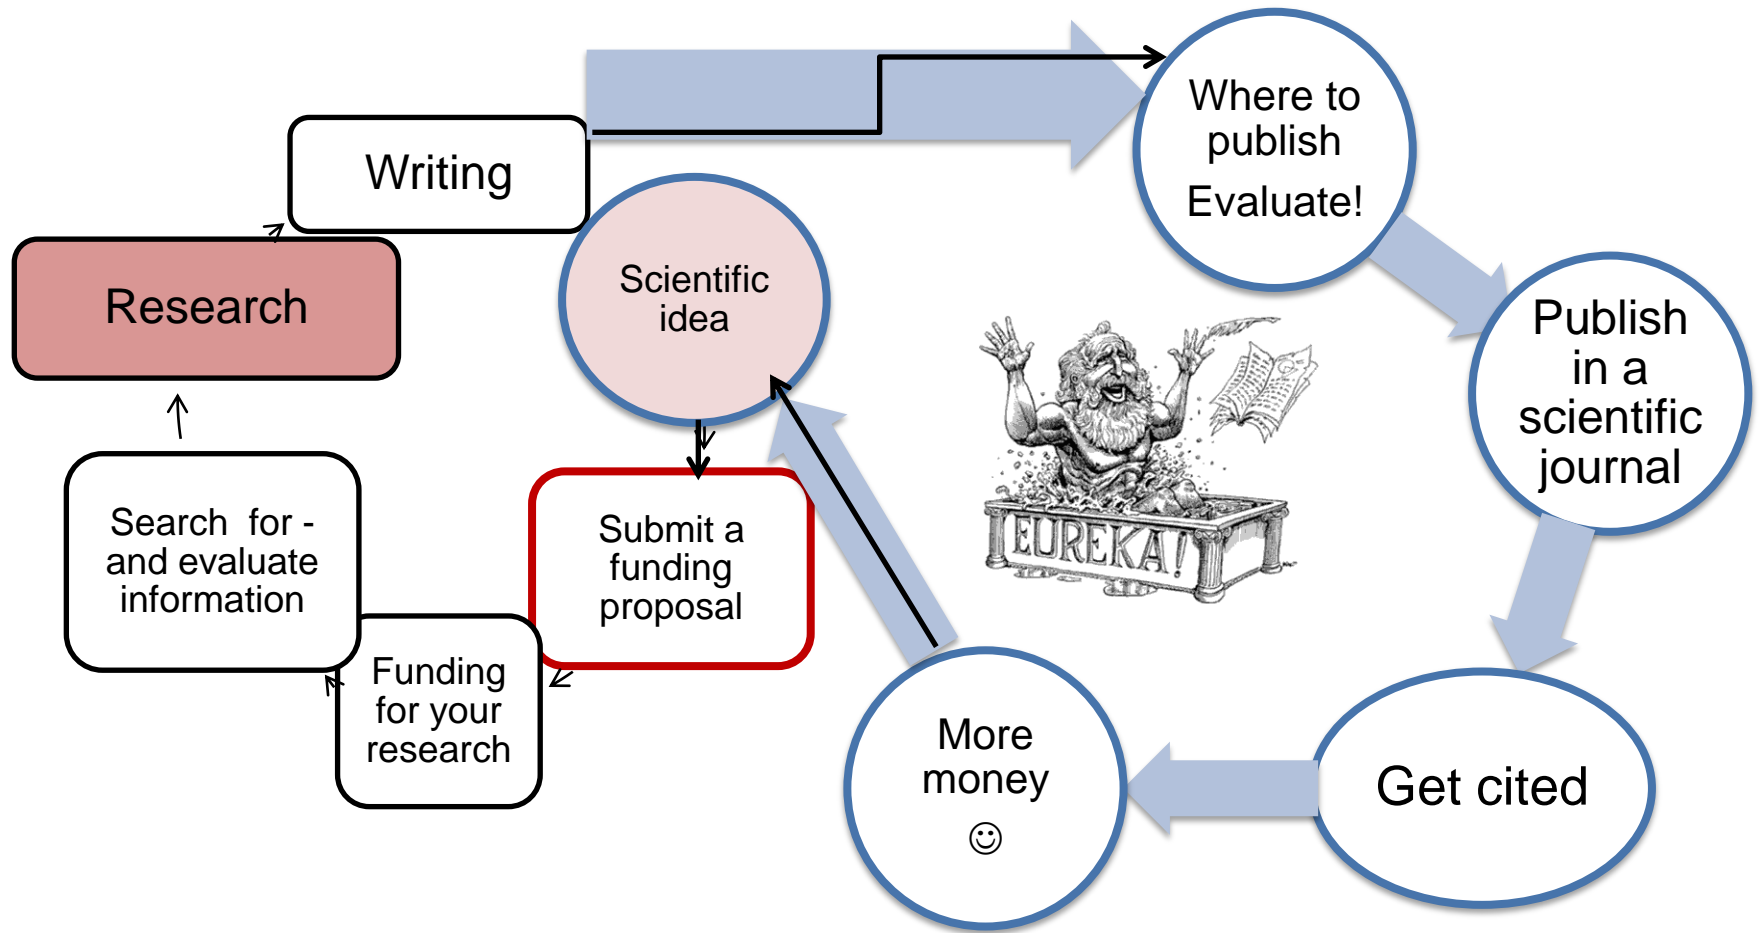 Writing
Research
Scientific
idea
Where to
publish
Evaluate!
Publish
in a
scientific
journal
Search  for -
and evaluate
information
Submit a
funding
proposal
EUREKA!
Funding
for your
research
More
money
☺
Get cited